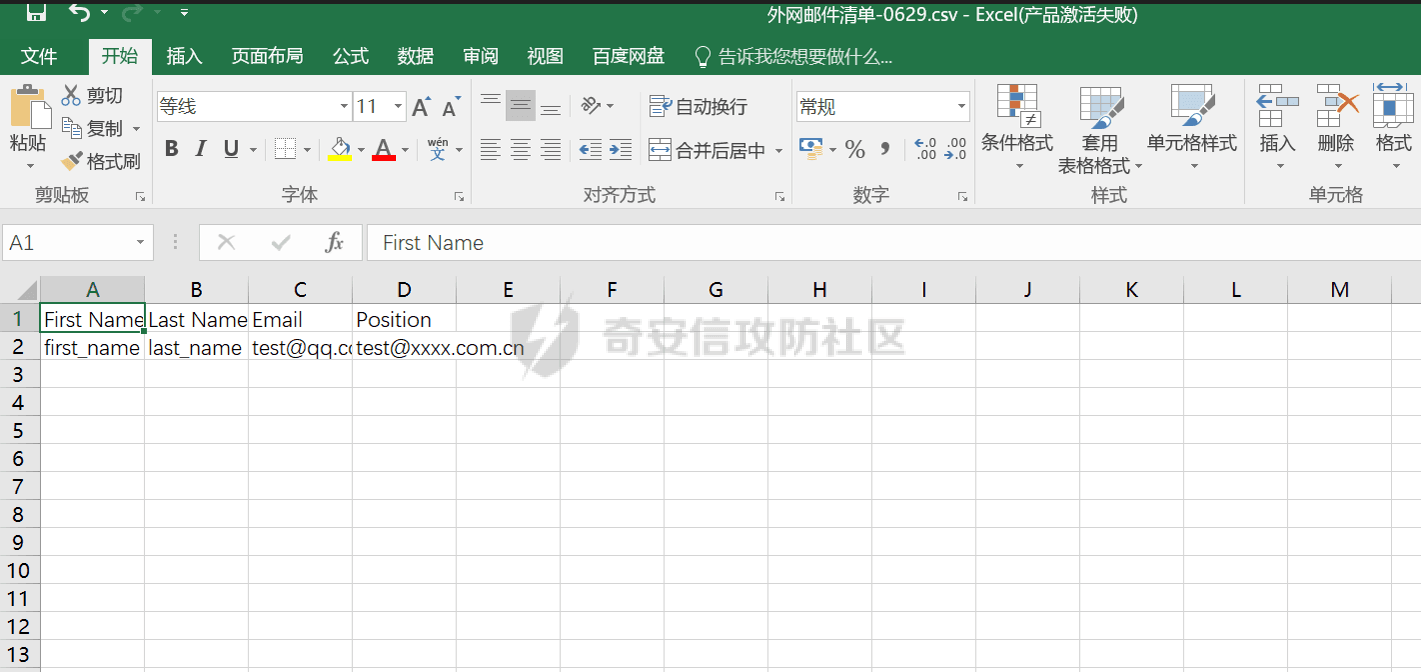 外网邮件清单-0629.csv - Excel(产品激活失败)
文件 开始 插入 页面布局 公式 数据 审阅 视图 百度网盘 告诉我您想要做什么...
粘贴 剪切 复制 格式刷
剪贴板
等线 11 A A
B I U A wén 文
字体
自动换行
合并后居中
对齐方式
常规
% , .0 .00 .00 .0
数字
条件格式 套用 表格格式 单元格样式
样式
插入 删除 格式
单元格
A1 fx First Name
A B C D E F G H I J K L M
1 First Name Last Name Email Position
2 first_name last_name test@qq.co test@xxxx.com.cn
3
4
5
6
7
8
9
10
11
12
13
奇安信攻防社区